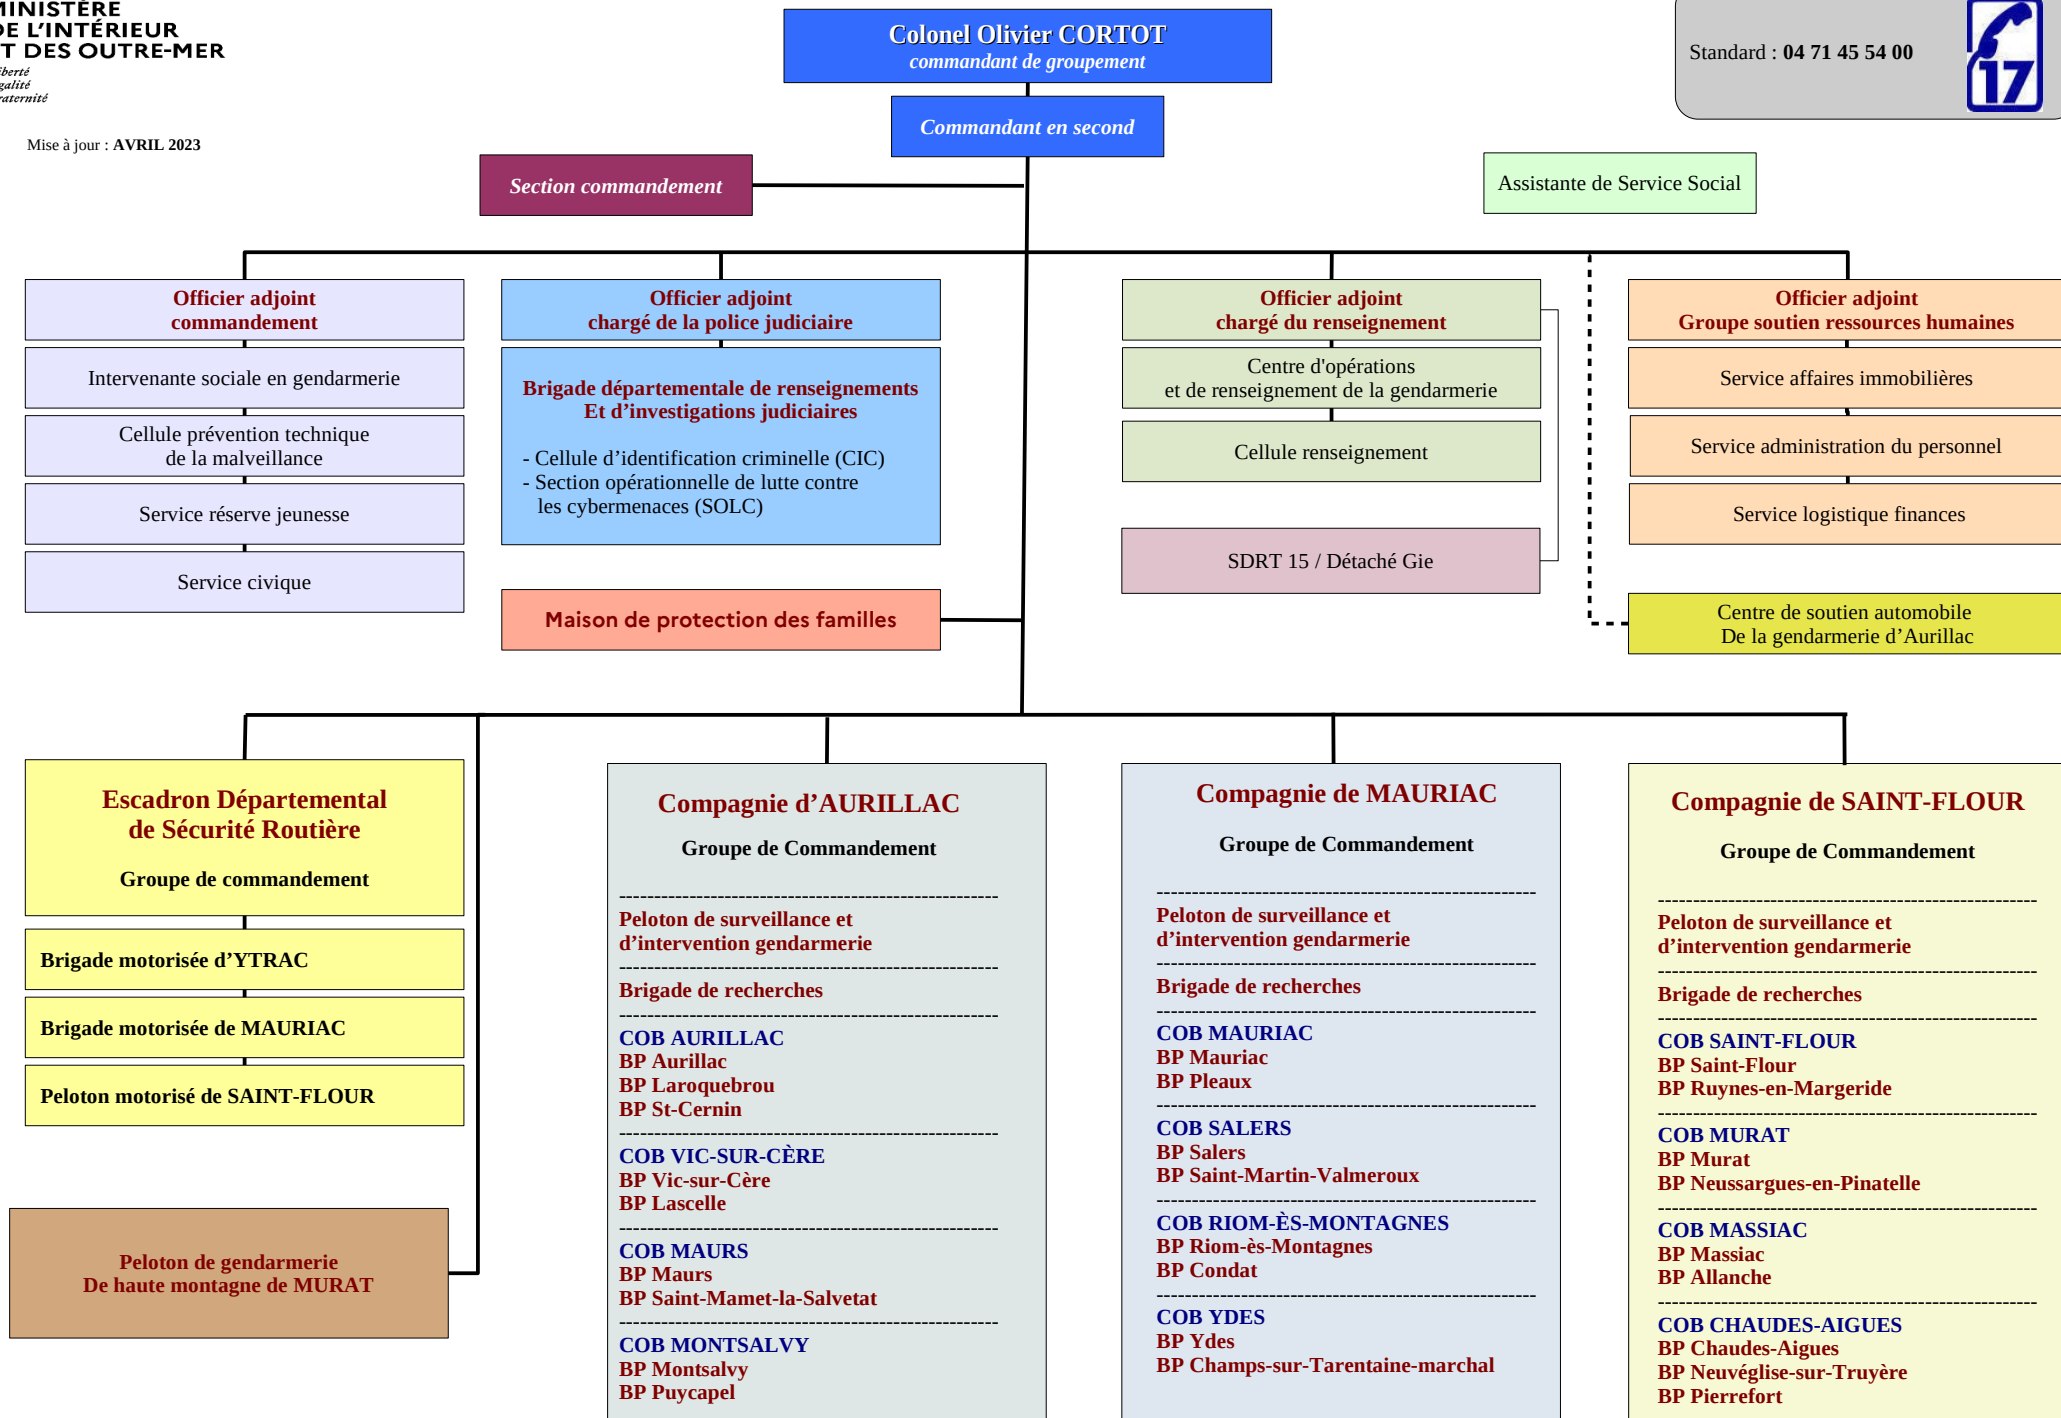 MINISTÈRE
DE L'INTÉRIEUR
ET DES OUTRE-MER
Liberté
Égalité
Fraternité
Mise à jour : AVRIL 2023
Colonel Olivier CORTOT
commandant de groupement
Commandant en second
Standard : 04 71 45 54 00
17
Section commandement
Assistante de Service Social
Officier adjoint
commandement
Intervenante sociale en gendarmerie
Cellule prévention technique
de la malveillance
Service réserve jeunesse
Service civique
Officier adjoint
chargé de la police judiciaire
Brigade départementale de renseignements
Et d’investigations judiciaires
- Cellule d’identification criminelle (CIC)
- Section opérationnelle de lutte contre
les cybermenaces (SOLC)
Maison de protection des familles
Officier adjoint
chargé du renseignement
Centre d'opérations
et de renseignement de la gendarmerie
Cellule renseignement
SDRT 15 / Détaché Gie
Officier adjoint
Groupe soutien ressources humaines
Service affaires immobilières
Service administration du personnel
Service logistique finances
Centre de soutien automobile
De la gendarmerie d’Aurillac
Escadron Départemental
de Sécurité Routière
Groupe de commandement
Brigade motorisée d’YTRAC
Brigade motorisée de MAURIAC
Peloton motorisé de SAINT-FLOUR
Peloton de gendarmerie
De haute montagne de MURAT
Compagnie d’AURILLAC
Groupe de Commandement
Peloton de surveillance et
d’intervention gendarmerie
Brigade de recherches
COB AURILLAC
BP Aurillac
BP Laroquebrou
BP St-Cernin
COB VIC-SUR-CÈRE
BP Vic-sur-Cère
BP Lascelle
COB MAURS
BP Maurs
BP Saint-Mamet-la-Salvetat
COB MONTSALVY
BP Montsalvy
BP Puycapel
Compagnie de MAURIAC
Groupe de Commandement
Peloton de surveillance et
d’intervention gendarmerie
Brigade de recherches
COB MAURIAC
BP Mauriac
BP Pleaux
COB SALERS
BP Salers
BP Saint-Martin-Valmeroux
COB RIOM-ÈS-MONTAGNES
BP Riom-ès-Montagnes
BP Condat
COB YDES
BP Ydes
BP Champs-sur-Tarentaine-marchal
Compagnie de SAINT-FLOUR
Groupe de Commandement
Peloton de surveillance et
d’intervention gendarmerie
Brigade de recherches
COB SAINT-FLOUR
BP Saint-Flour
BP Ruynes-en-Margeride
COB MURAT
BP Murat
BP Neussargues-en-Pinatelle
COB MASSIAC
BP Massiac
BP Allanche
COB CHAUDES-AIGUES
BP Chaudes-Aigues
BP Neuvéglise-sur-Truyère
BP Pierrefort